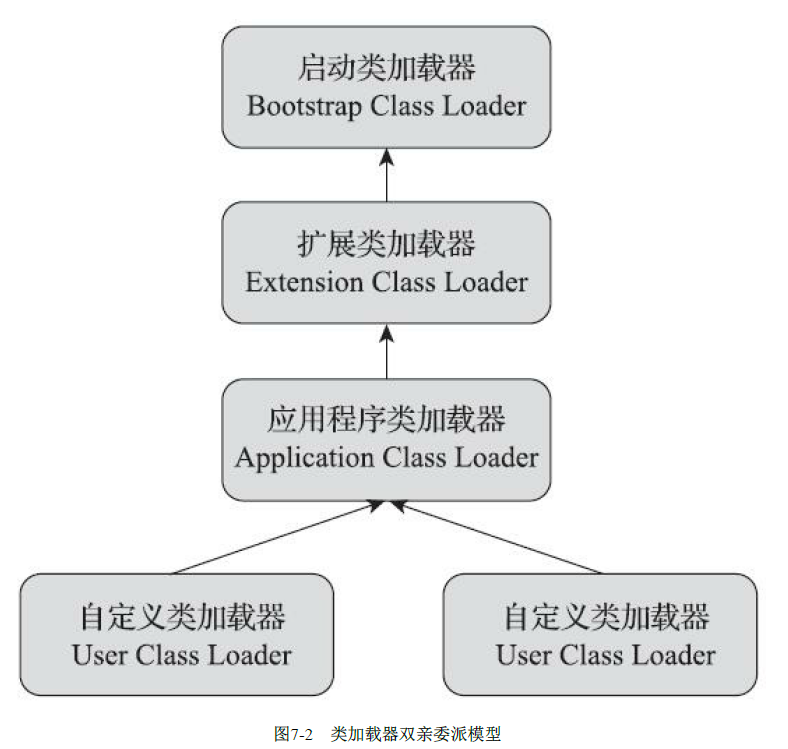 启动类加载器
Bootstrap Class Loader
扩展类加载器
Extension Class Loader
应用程序类加载器
Application Class Loader
自定义类加载器
User Class Loader
自定义类加载器
User Class Loader
图7-2 类加载器双亲委派模型